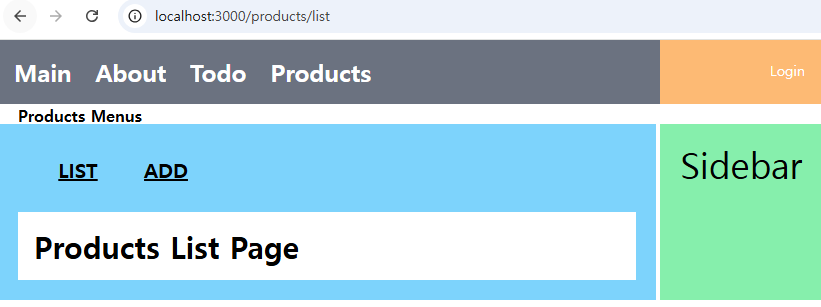 localhost:3000/products/list
Main About Todo Products Login
Products Menus
LIST ADD
Sidebar
Products List Page